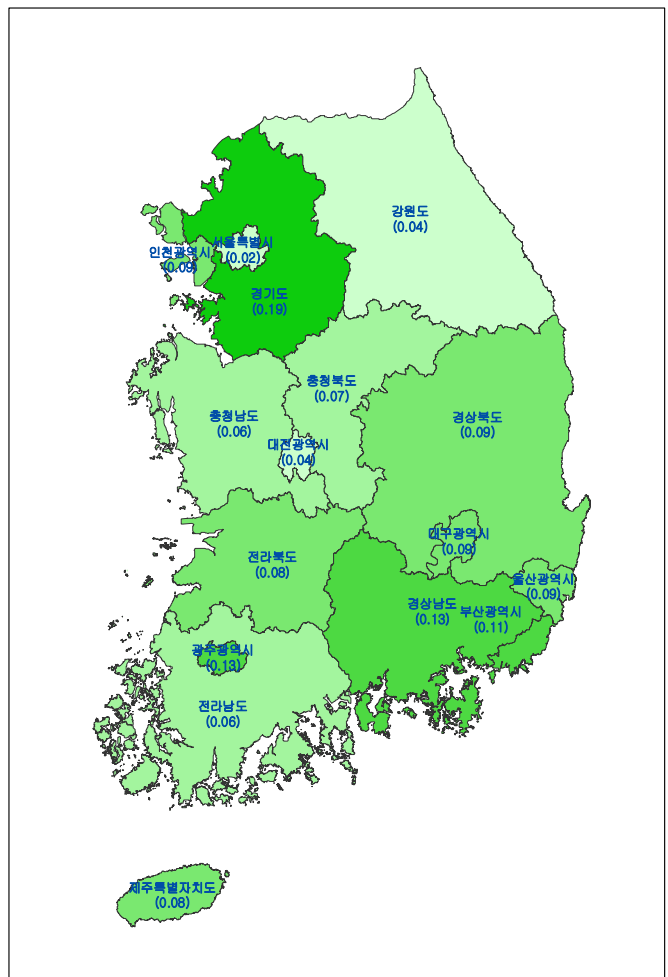 강원도
(0.04)
서울특별시
(0.02)
인천광역시
(0.09)
경기도
(0.19)
충청북도
(0.07)
충청남도
(0.06)
경상북도
(0.09)
대전광역시
(0.04)
대구광역시
(0.09)
전라북도
(0.08)
울산광역시
(0.09)
경상남도
(0.13)
부산광역시
(0.11)
광주광역시
(0.13)
전라남도
(0.06)
제주특별자치도
(0.08)